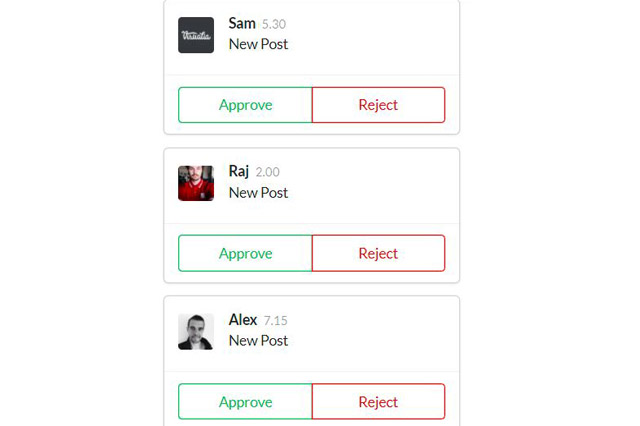 Sam 5.30
New Post
Approve Reject
Raj 2.00
New Post
Approve Reject
Alex 7.15
New Post
Approve Reject